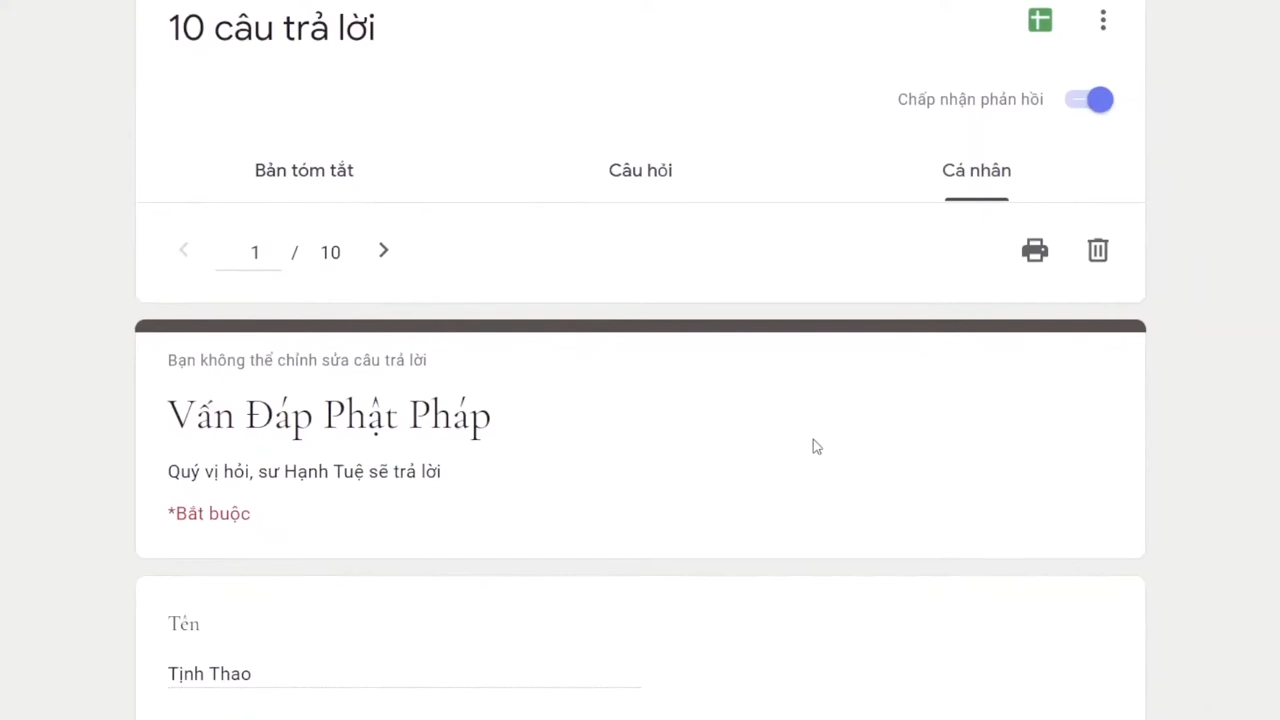 10 câu trả lời
Chấp nhận phản hồi
Bản tóm tắt
Câu hỏi
Cá nhân
1 / 10
Bạn không thể chỉnh sửa câu trả lời
Vấn Đáp Phật Pháp
Quý vị hỏi, sư Hạnh Tuệ sẽ trả lời
*Bắt buộc
Tên
Tịnh Thao